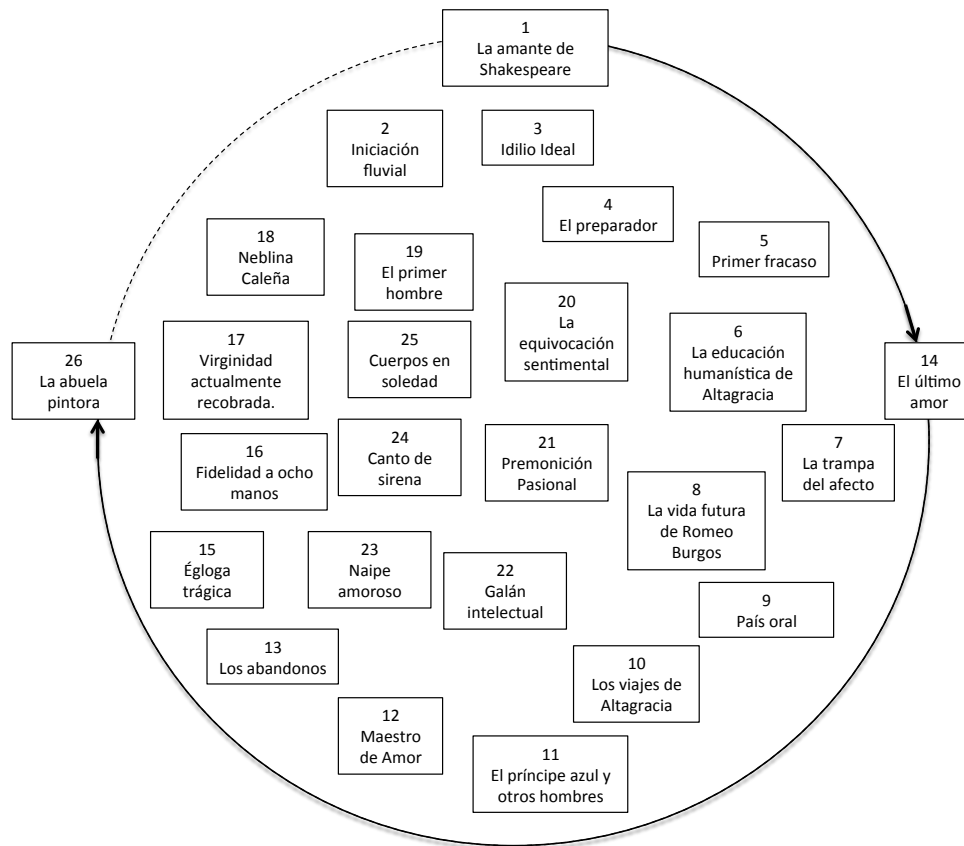 1
La amante de
Shakespeare
2
Iniciación
fluvial
3
Idilio Ideal
4
El preparador
5
Primer fracaso
18
Neblina
Caleña
19
El primer
hombre
20
La
equivocación
sentimental
6
La educación
humanística de
Altagracia
17
Virginidad
actualmente
recobrada.
25
Cuerpos en
soledad
26
La abuela
pintora
14
El último
amor
16
Fidelidad a ocho
manos
24
Canto de
sirena
21
Premonición
Pasional
7
La trampa
del afecto
8
La vida futura
de Romeo
Burgos
15
Égloga
trágica
23
Naipe
amoroso
22
Galán
intelectual
9
País oral
13
Los abandonos
10
Los viajes de
Altagracia
12
Maestro
de Amor
11
El príncipe azul y
otros hombres